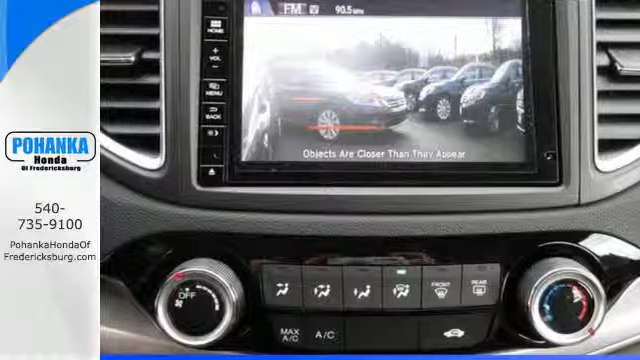 FM 90.5 MHz
HOME
+
VOL
-
MENU
BACK
Objects Are Closer Than They Appear
POHANKA
Honda
Of Fredericksburg
540-
735-9100
PohankaHondaOf
Fredericksburg.com
OFF
FRONT
REAR
MAX
A/C
A/C